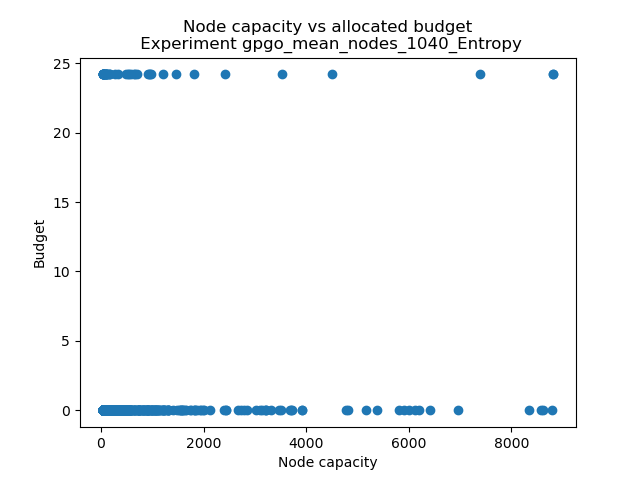 Node capacity vs allocated budget
Experiment gpgo_mean_nodes_1040_Entropy
25
20
15
10
5
0
Budget
0 2000 4000 6000 8000
Node capacity